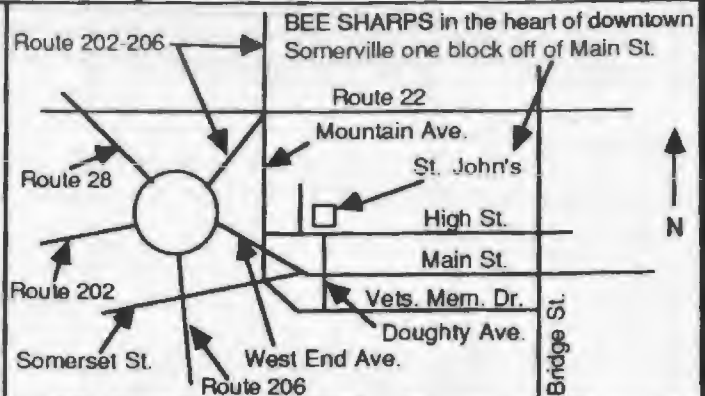 BEE SHARPS in the heart of downtown
Somerville one block off of Main St.
Route 202-206
Route 22
Mountain Ave.
St. John's
Route 28
High St.
N
Main St.
Route 202
Vets. Mem. Dr.
Doughty Ave.
Somerset St.
West End Ave.
Bridge St.
Route 206